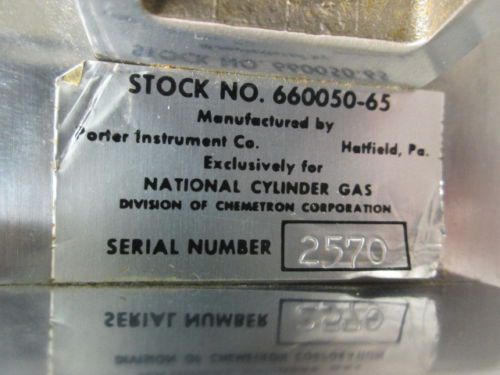 STOCK NO. 660050-65
Manufactured by
Porter Instrument Co. Hatfield, Pa.
Exclusively for
NATIONAL CYLINDER GAS
DIVISION OF CHEMETRON CORPORATION
SERIAL NUMBER 2570